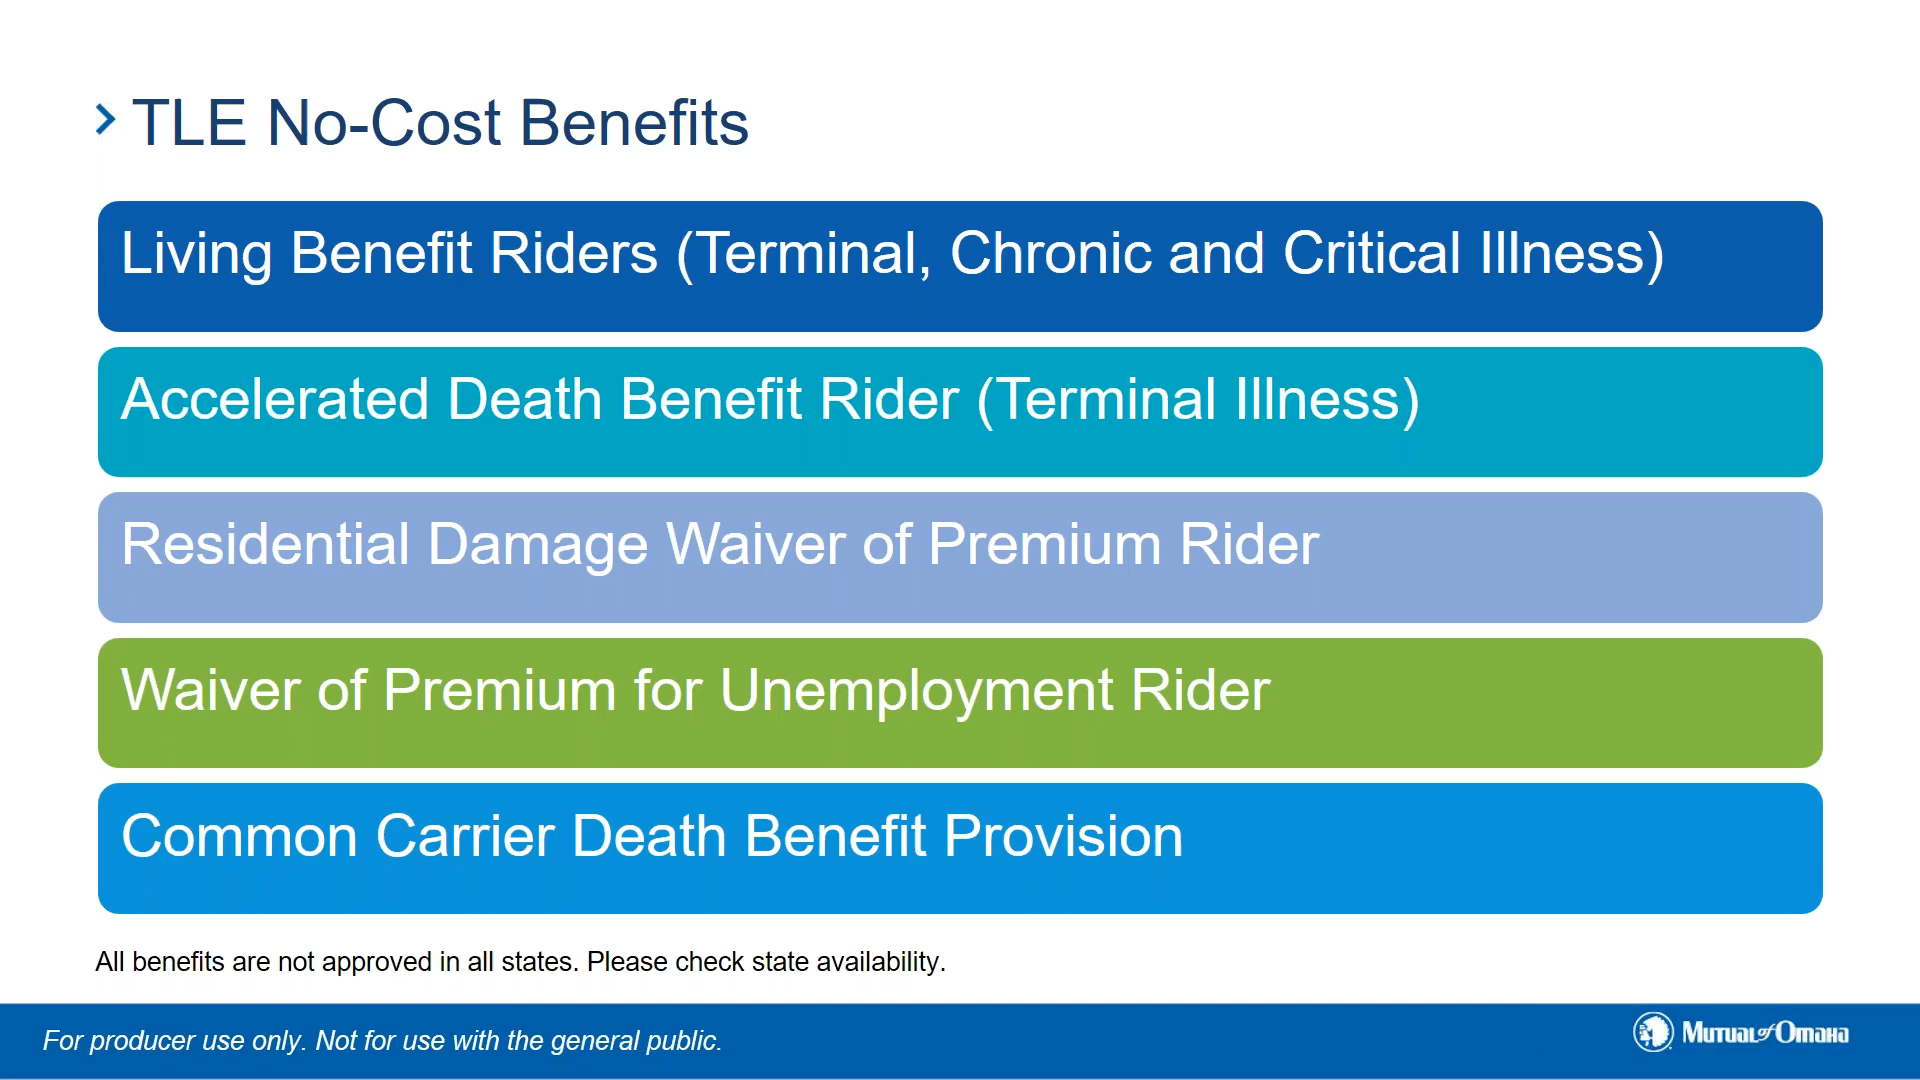 TLE No-Cost Benefits
Living Benefit Riders (Terminal, Chronic and Critical Illness)
Accelerated Death Benefit Rider (Terminal Illness)
Residential Damage Waiver of Premium Rider
Waiver of Premium for Unemployment Rider
Common Carrier Death Benefit Provision
All benefits are not approved in all states. Please check state availability.
For producer use only. Not for use with the general public.
Mutual of Omaha